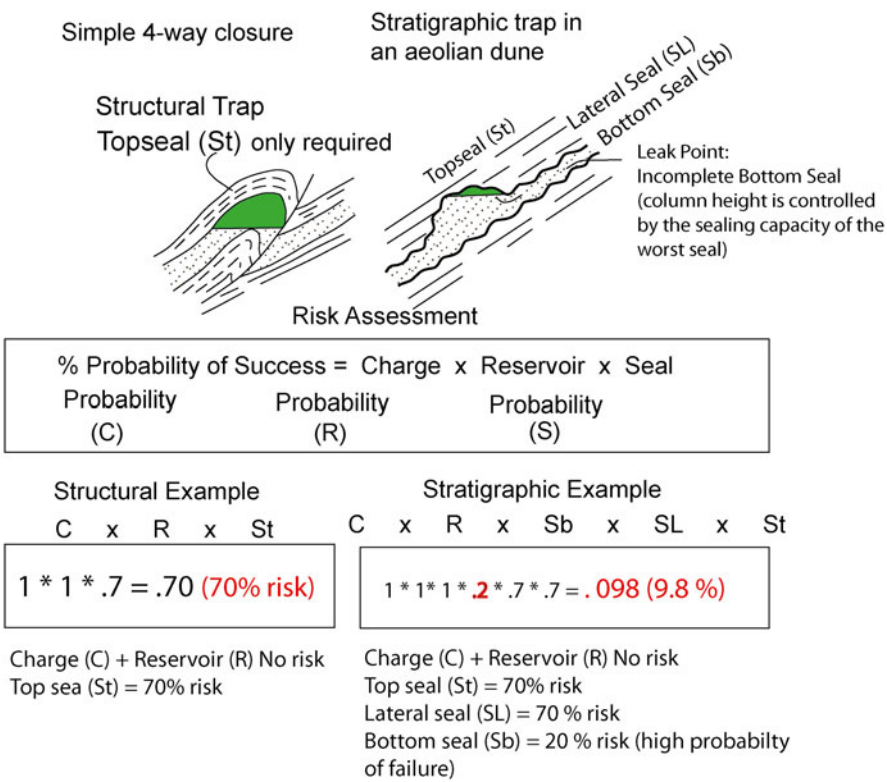 Simple 4-way closure
Structural Trap
Topseal (St) only required
Stratigraphic trap in
an aeolian dune
Topseal (St)
Lateral Seal (SL)
Bottom Seal (Sb)
Leak Point:
Incomplete Bottom Seal
(column height is controlled
by the sealing capacity of the
worst seal)
Risk Assessment
% Probability of Success = Charge x Reservoir x Seal
Probability Probability Probability
(C) (R) (S)
Structural Example
C x R x St
1 * 1 * .7 = .70 (70% risk)
Charge (C) + Reservoir (R) No risk
Top sea (St) = 70% risk
Stratigraphic Example
C x R x Sb x SL x St
1 * 1* 1 * .2 * .7 * .7 = . 098 (9.8 %)
Charge (C) + Reservoir (R) No risk
Top seal (St) = 70% risk
Lateral seal (SL) = 70 % risk
Bottom seal (Sb) = 20 % risk (high probabilty
of failure)